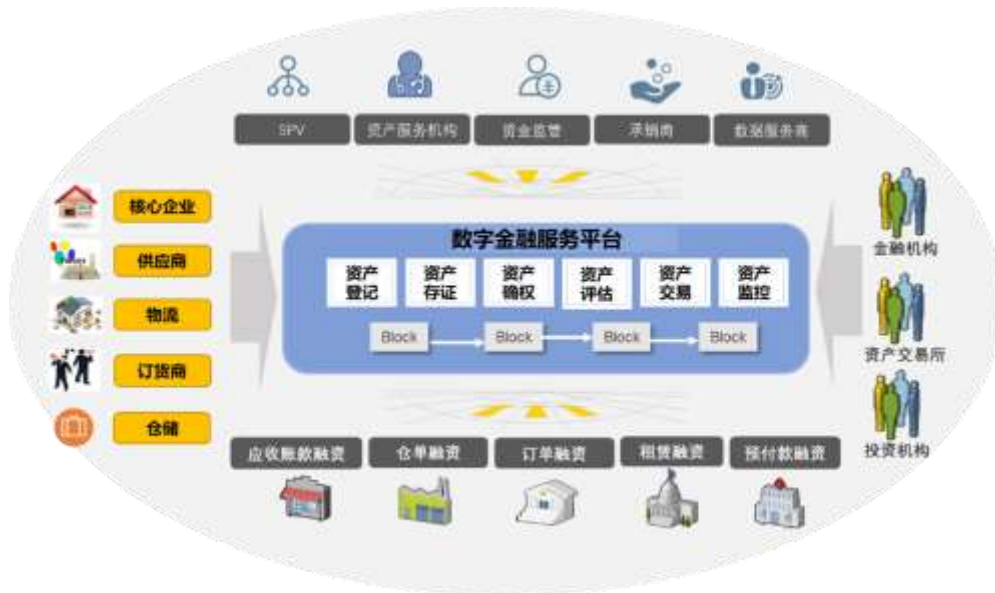 SPV
资产服务机构
资金监管
承销商
数据服务商
核心企业
供应商
物流
订货商
仓储
数字金融服务平台
资产
登记
资产
存证
资产
确权
资产
评估
资产
交易
资产
监控
Block
Block
Block
Block
金融机构
资产交易所
投资机构
应收账款融资
仓单融资
订单融资
租赁融资
预付款融资